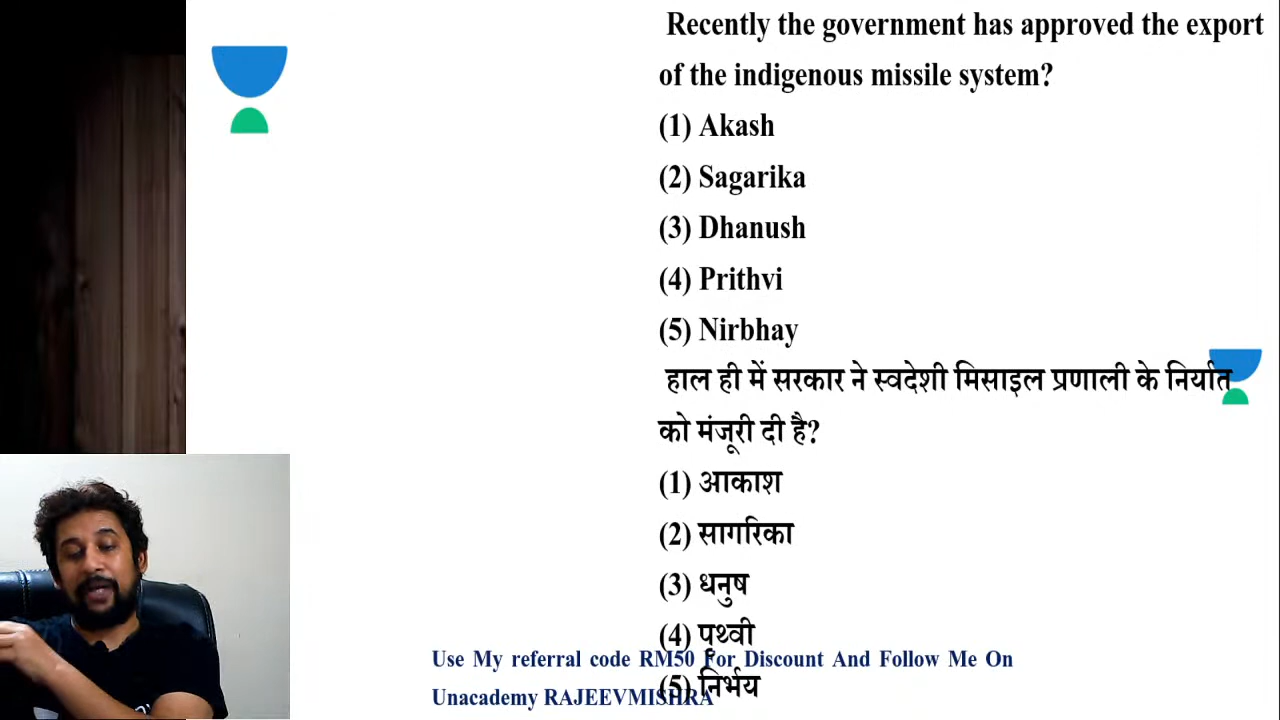 Recently the government has approved the export
of the indigenous missile system?
(1) Akash
(2) Sagarika
(3) Dhanush
(4) Prithvi
(5) Nirbhay
हाल ही में सरकार ने स्वदेशी मिसाइल प्रणाली के निर्यात
को मंजूरी दी है?
(1) आकाश
(2) सागरिका
(3) धनुष
(4) पृथ्वी
(5) निर्भय
Use My referral code RM50 For Discount And Follow Me On
Unacademy RAJEEVMISHRA